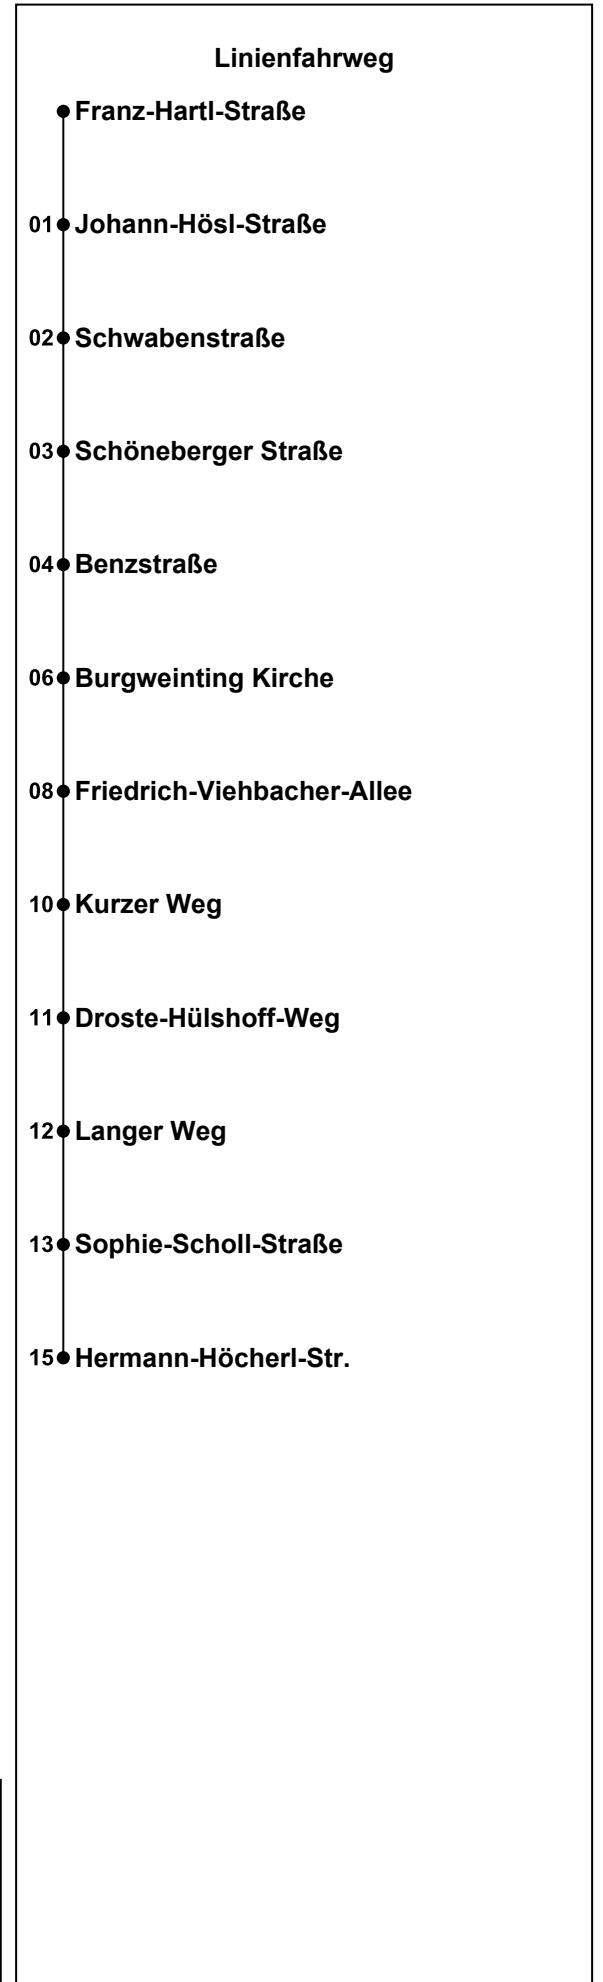 Linienfahrweg
Franz-Hartl-Straße
01 Johann-Hösl-Straße
02 Schwabenstraße
03 Schöneberger Straße
04 Benzstraße
06 Burgweinting Kirche
08 Friedrich-Viehbacher-Allee
10 Kurzer Weg
11 Droste-Hülshoff-Weg
12 Langer Weg
13 Sophie-Scholl-Straße
15 Hermann-Höcherl-Str.